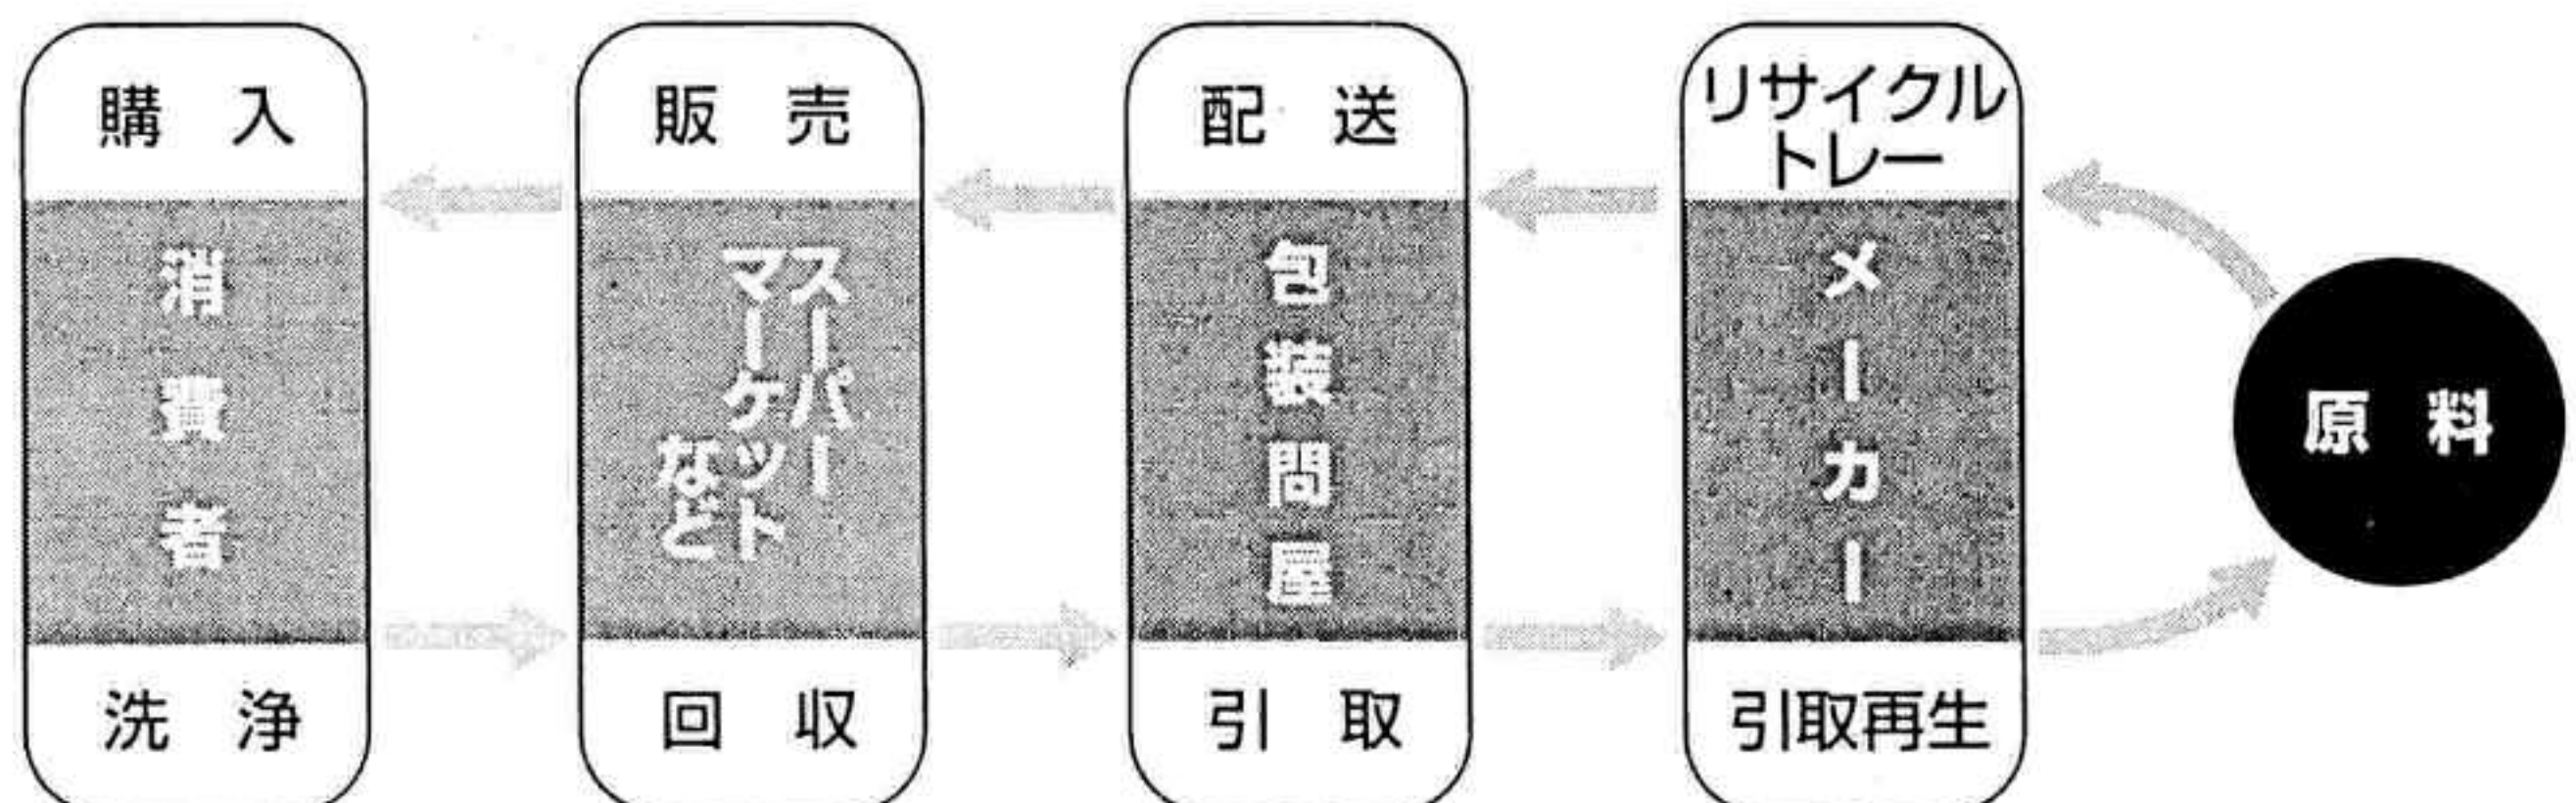 購入
消費者
洗浄
販売
スーパー
マーケット
など
回収
配送
包装問屋
引取
リサイクル
トレー
メーカー
引取再生
原料